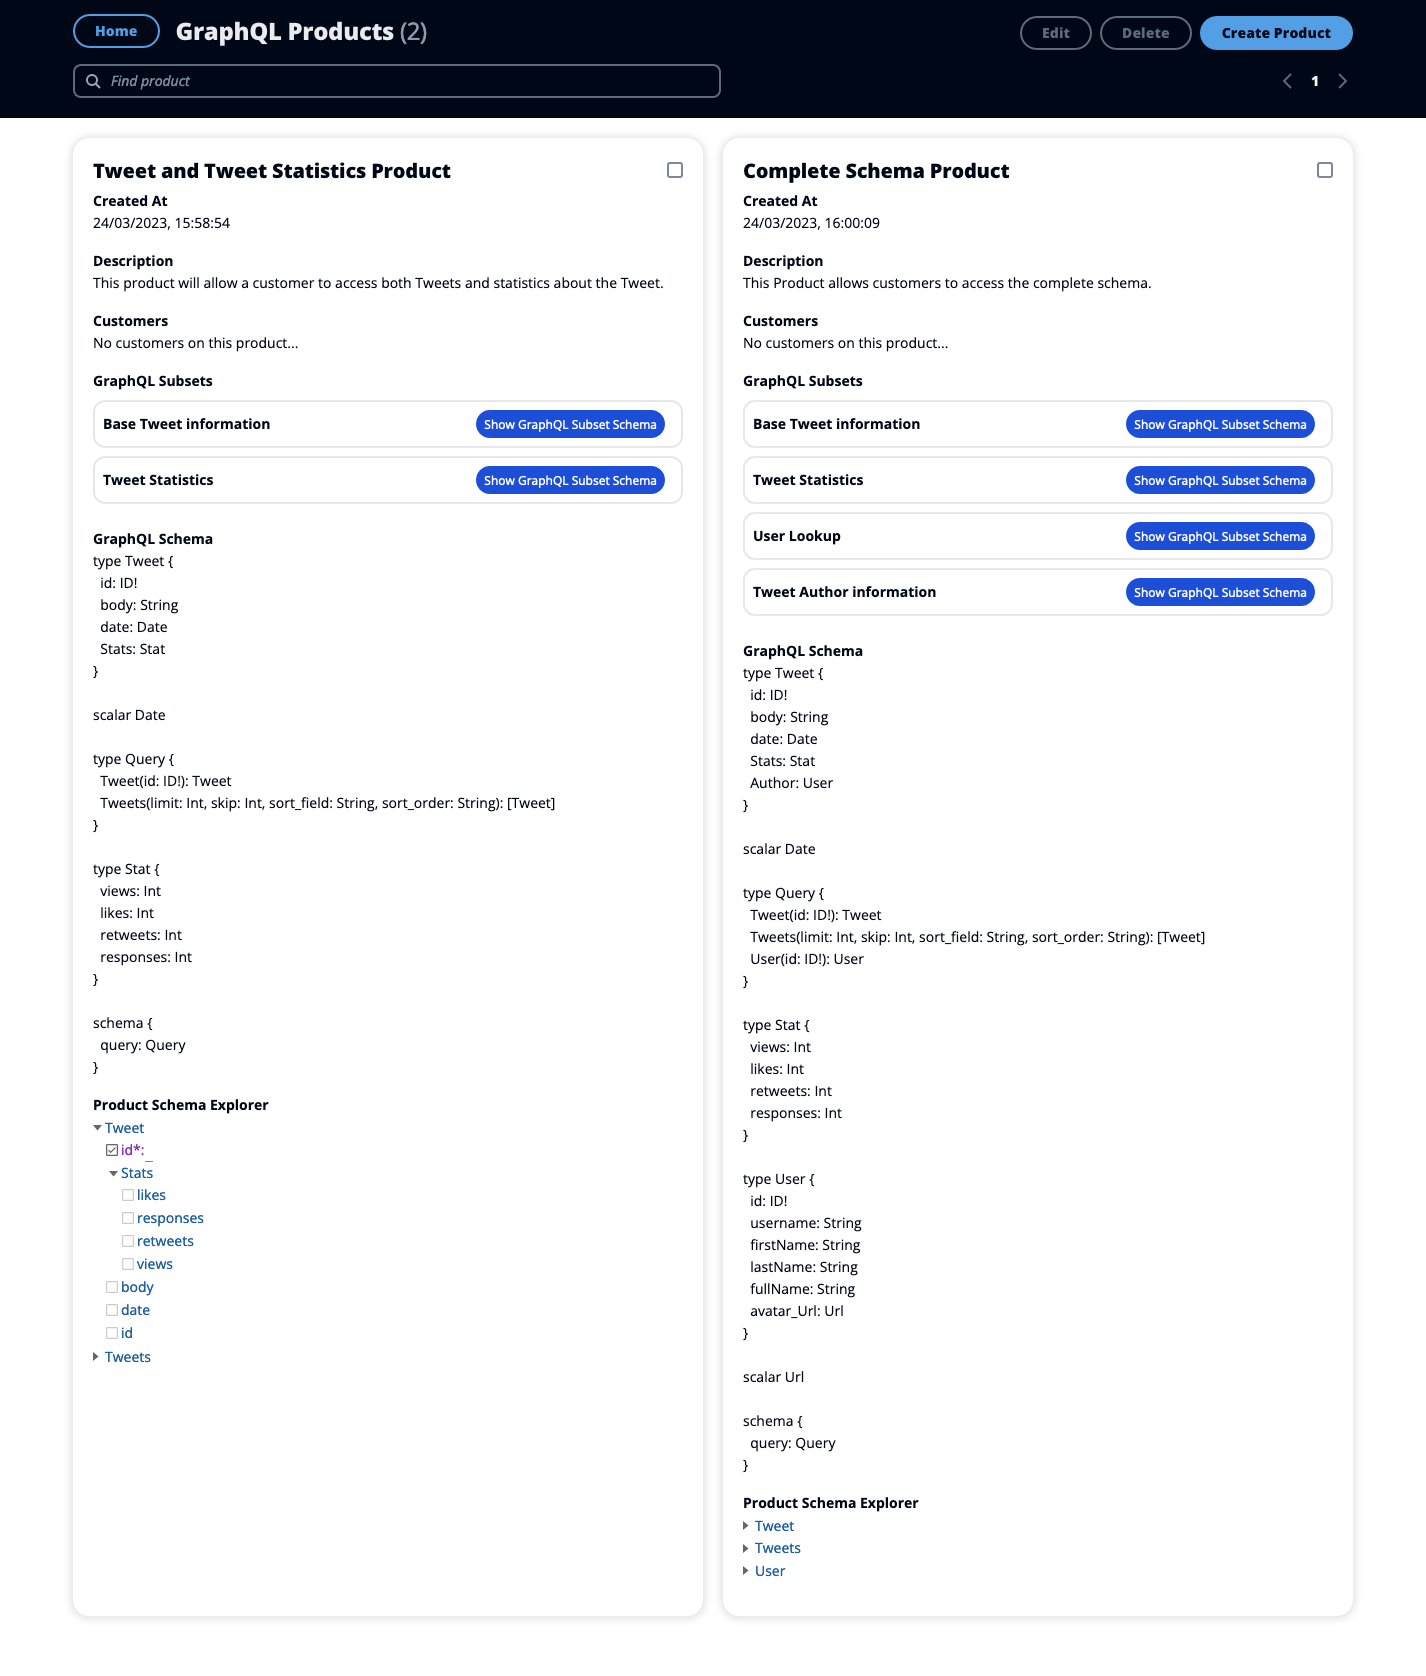 Home
GraphQL Products (2)
Edit
Delete
Create Product
Find product
1
Tweet and Tweet Statistics Product
Created At
24/03/2023, 15:58:54
Description
This product will allow a customer to access both Tweets and statistics about the Tweet.
Customers
No customers on this product...
GraphQL Subsets
Base Tweet information
Show GraphQL Subset Schema
Tweet Statistics
Show GraphQL Subset Schema
GraphQL Schema
type Tweet {
  id: ID!
  body: String
  date: Date
  Stats: Stat
}
scalar Date
type Query {
  Tweet(id: ID!): Tweet
  Tweets(limit: Int, skip: Int, sort_field: String, sort_order: String): [Tweet]
}
type Stat {
  views: Int
  likes: Int
  retweets: Int
  responses: Int
}
schema {
  query: Query
}
Product Schema Explorer
Tweet
id*:
Stats
likes
responses
retweets
views
body
date
id
Tweets
Complete Schema Product
Created At
24/03/2023, 16:00:09
Description
This Product allows customers to access the complete schema.
Customers
No customers on this product...
GraphQL Subsets
Base Tweet information
Show GraphQL Subset Schema
Tweet Statistics
Show GraphQL Subset Schema
User Lookup
Show GraphQL Subset Schema
Tweet Author information
Show GraphQL Subset Schema
GraphQL Schema
type Tweet {
  id: ID!
  body: String
  date: Date
  Stats: Stat
  Author: User
}
scalar Date
type Query {
  Tweet(id: ID!): Tweet
  Tweets(limit: Int, skip: Int, sort_field: String, sort_order: String): [Tweet]
  User(id: ID!): User
}
type Stat {
  views: Int
  likes: Int
  retweets: Int
  responses: Int
}
type User {
  id: ID!
  username: String
  firstName: String
  lastName: String
  fullName: String
  avatar_Url: Url
}
scalar Url
schema {
  query: Query
}
Product Schema Explorer
Tweet
Tweets
User